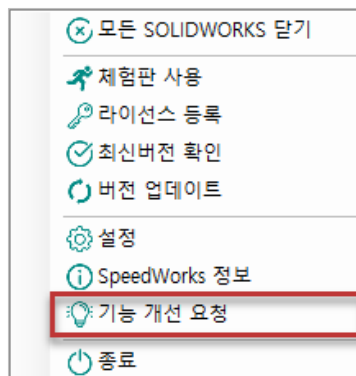 모든 SOLIDWORKS 닫기
체험판 사용
라이선스 등록
최신버전 확인
버전 업데이트
설정
SpeedWorks 정보
기능 개선 요청
종료